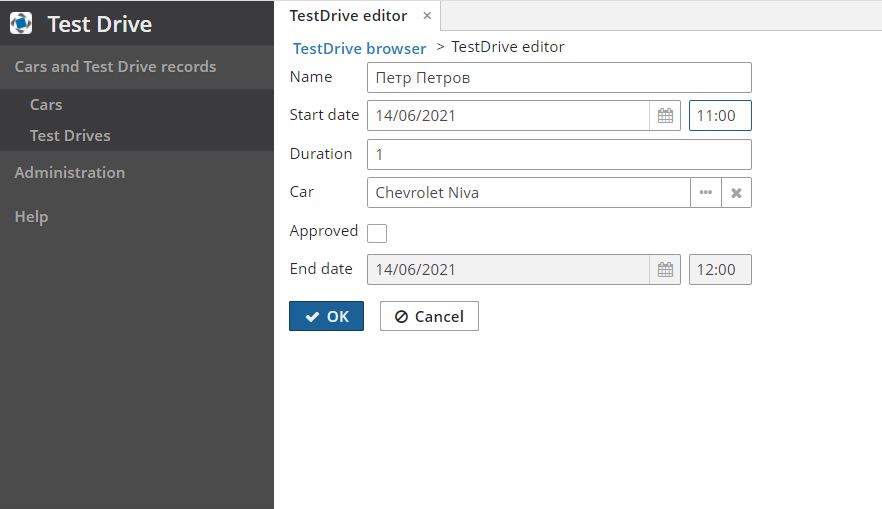 Test Drive
Cars and Test Drive records
Cars
Test Drives
Administration
Help
TestDrive editor ×
TestDrive browser > TestDrive editor
Name Петр Петров
Start date 14/06/2021 11:00
Duration 1
Car Chevrolet Niva
Approved
End date 14/06/2021 12:00
OK Cancel